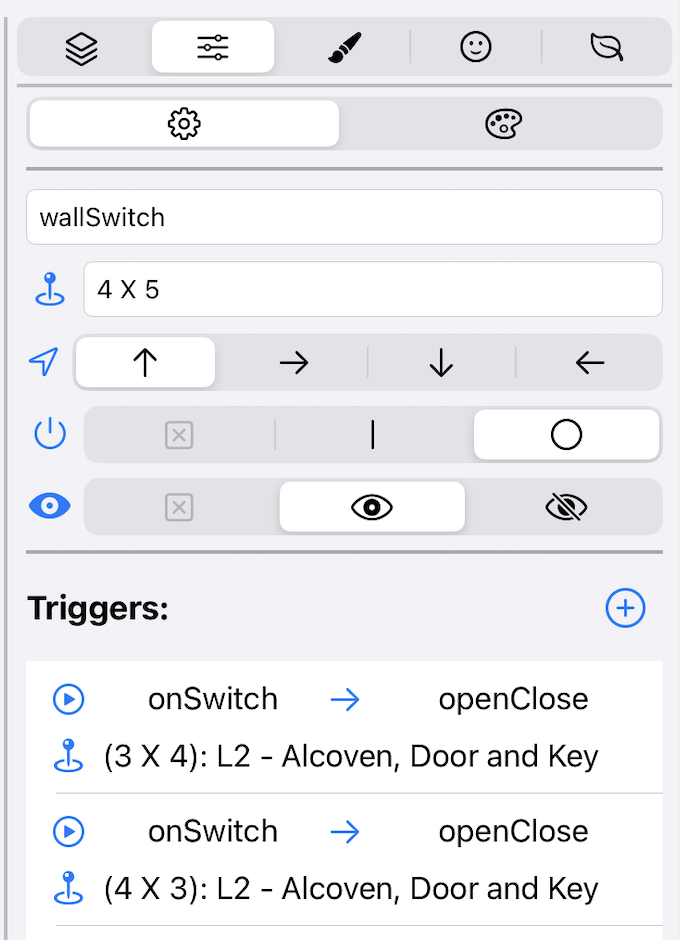 wallSwitch
4 X 5
Triggers:
onSwitch → openClose
(3 X 4): L2 - Alcoven, Door and Key
onSwitch → openClose
(4 X 3): L2 - Alcoven, Door and Key